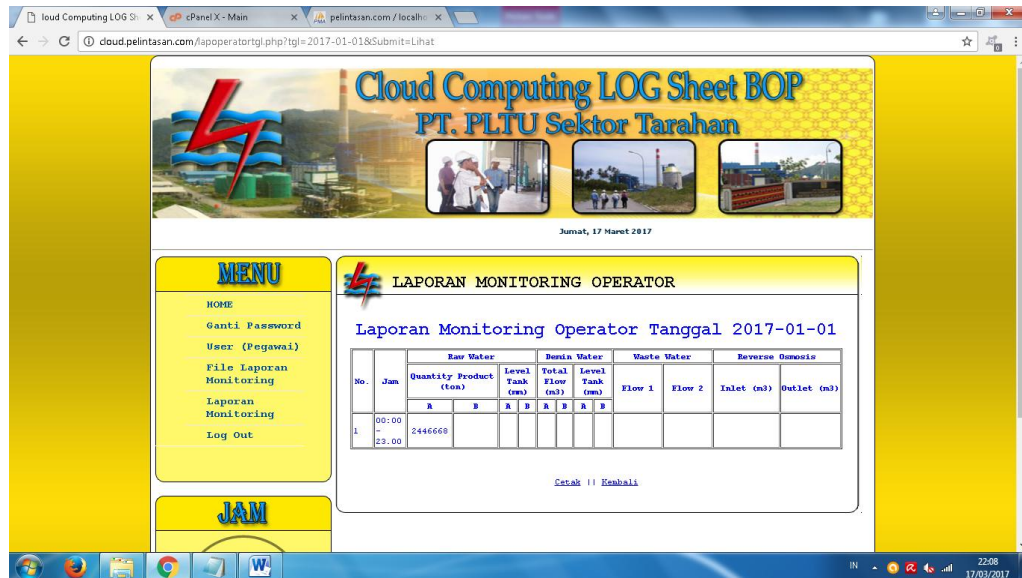 loud Computing LOG Sh
cPanel X - Main
pelintasan.com / localho
cloud.pelintasan.com/lapoperatortgl.php?tgl=2017-01-01&Submit=Lihat
Cloud Computing LOG Sheet BOP
PT. PLTU Sektor Tarahan
Jumat, 17 Maret 2017
MENU
HOME
Ganti Password
User (Pegawai)
File Laporan
Monitoring
Laporan
Monitoring
Log Out
JAM
LAPORAN MONITORING OPERATOR
Laporan Monitoring Operator Tanggal 2017-01-01
No. Jam Raw Water Demin Water Waste Water Reverse Osmosis
Quantity Product (ton) Level Tank (mm) Total Flow (m3) Level Tank (mm) Flow 1 Flow 2 Inlet (m3) Outlet (m3)
A B A B A B A B
1 00:00 - 23.00 2446668
Cetak || Kembali
IN 22:08
17/03/2017